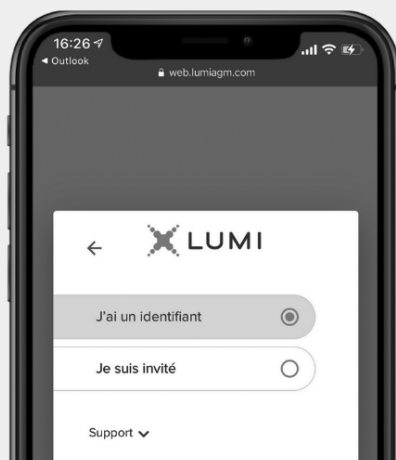 16:26
Outlook
web.lumiagm.com
LUMI
J'ai un identifiant
Je suis invité
Support